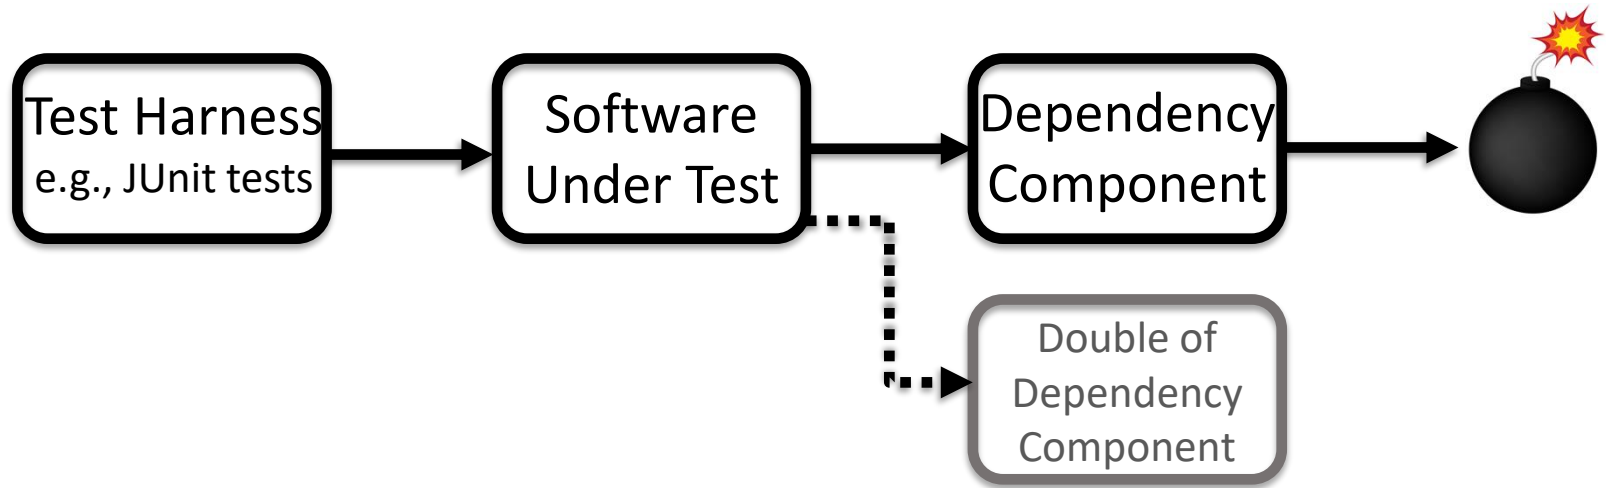 Test Harness
e.g., JUnit tests
Software
Under Test
Dependency
Component
Double of
Dependency
Component